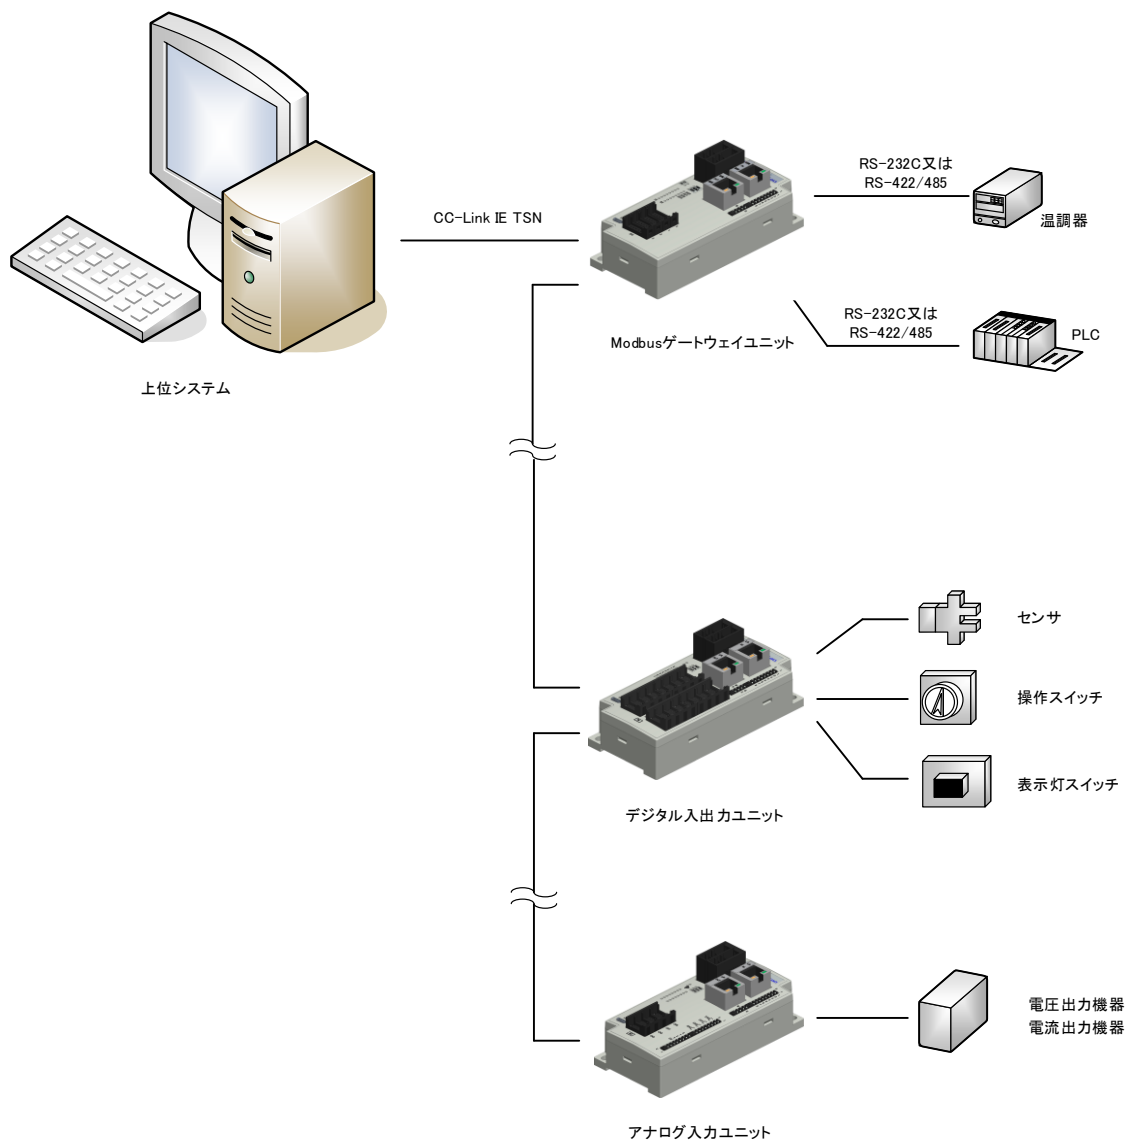 RS-232C又は
RS-422/485
温調器
CC-Link IE TSN
RS-232C又は
RS-422/485
PLC
Modbusゲートウェイユニット
上位システム
センサ
操作スイッチ
表示灯スイッチ
デジタル入出力ユニット
電圧出力機器
電流出力機器
アナログ入力ユニット